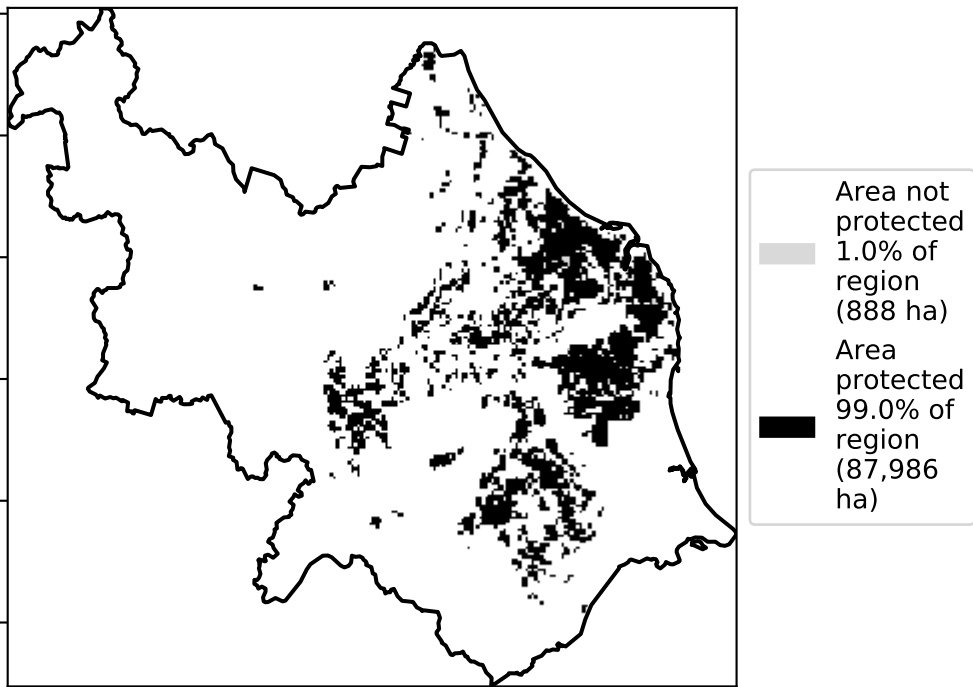 Area not
protected
1.0% of
region
(888 ha)
Area
protected
99.0% of
region
(87,986
ha)